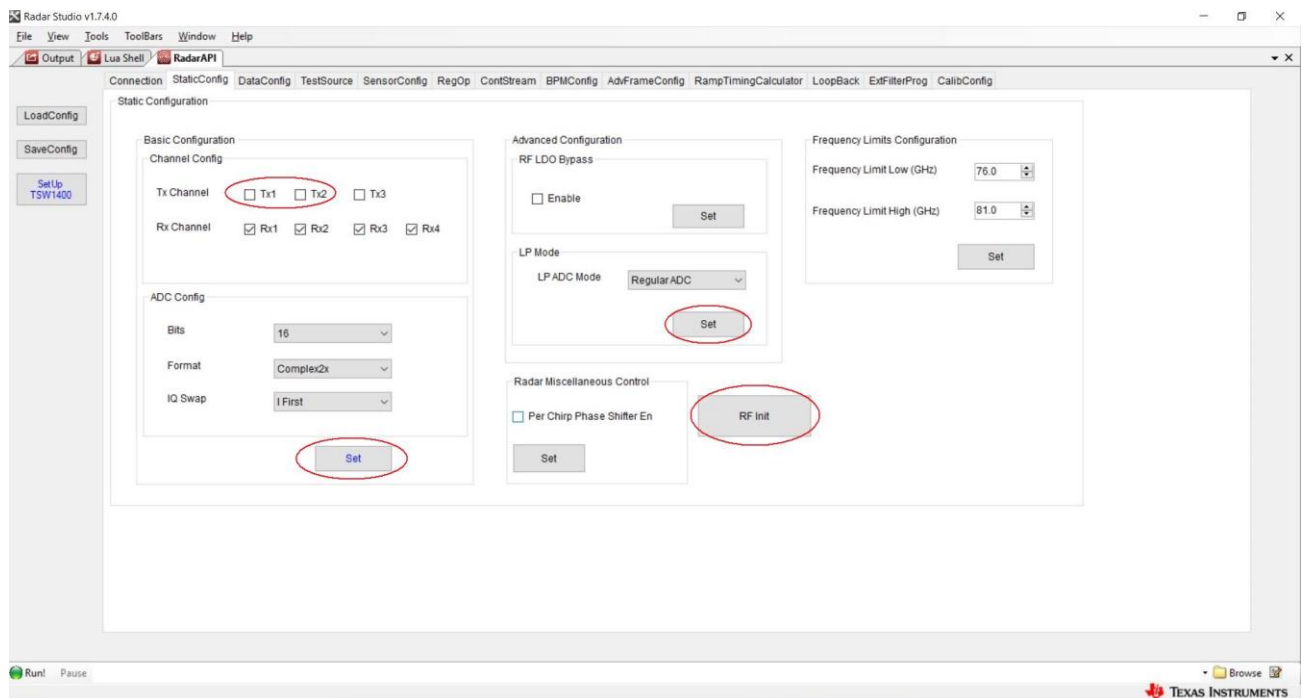 Radar Studio v1.7.4.0
File View Tools ToolBars Window Help
Output Lua Shell RadarAPI
Connection StaticConfig DataConfig TestSource SensorConfig RegOp ContStream BPMConfig AdvFrameConfig RampTimingCalculator LoopBack ExtFilterProg CalibConfig
LoadConfig
SaveConfig
SetUp
TSW1400
Static Configuration
Basic Configuration
Channel Config
Tx Channel Tx1 Tx2 Tx3
Rx Channel Rx1 Rx2 Rx3 Rx4
ADC Config
Bits 16
Format Complex2x
IQ Swap I First
Set
Advanced Configuration
RF LDO Bypass
Enable
Set
LP Mode
LP ADC Mode Regular ADC
Set
Radar Miscellaneous Control
Per Chirp Phase Shifter En
Set
RF Init
Frequency Limits Configuration
Frequency Limit Low (GHz) 76.0
Frequency Limit High (GHz) 81.0
Set
Run! Pause
Browse
TEXAS INSTRUMENTS